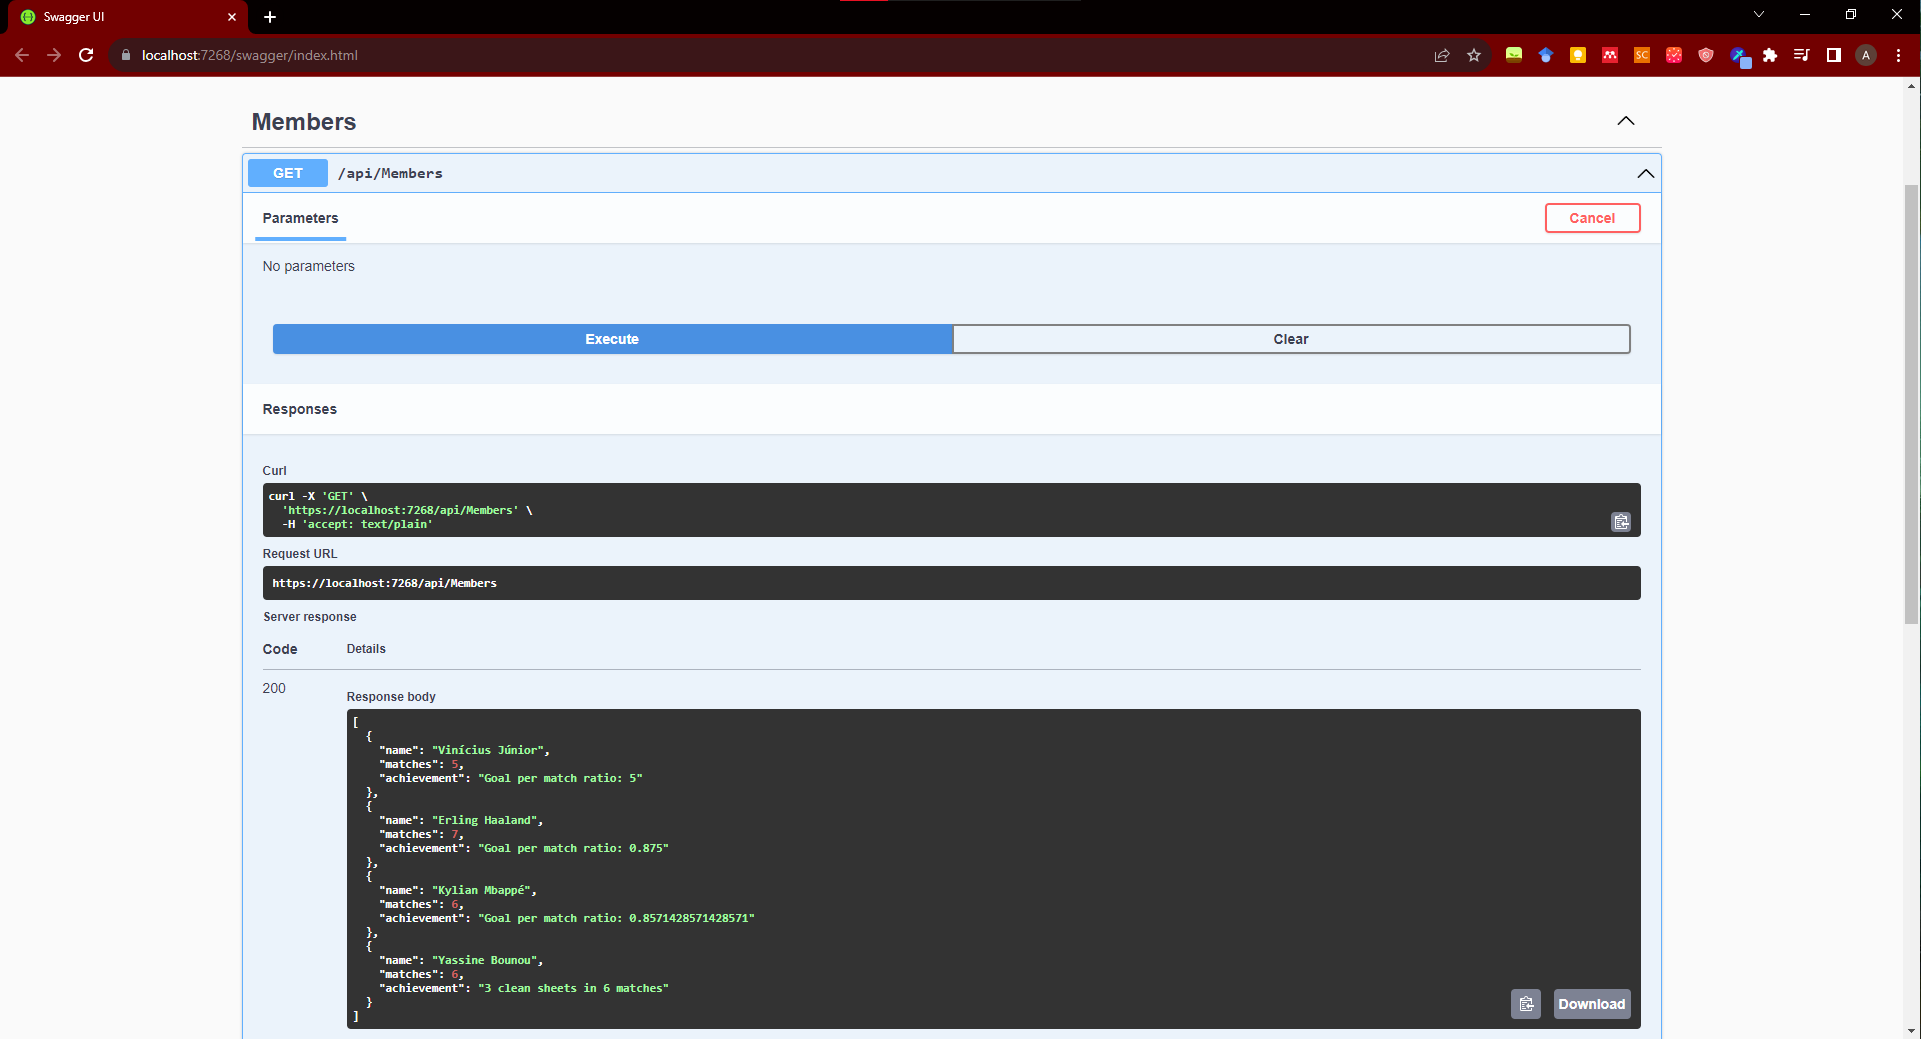 Swagger UI
localhost:7268/swagger/index.html
SC
A
Members
GET /api/Members
Parameters
Cancel
No parameters
Execute
Clear
Responses
Curl
curl -X 'GET' \
  'https://localhost:7268/api/Members' \
  -H 'accept: text/plain'
Request URL
https://localhost:7268/api/Members
Server response
Code Details
200
Response body
[
  {
    "name": "Vinícius Júnior",
    "matches": 5,
    "achievement": "Goal per match ratio: 5"
  },
  {
    "name": "Erling Haaland",
    "matches": 7,
    "achievement": "Goal per match ratio: 0.875"
  },
  {
    "name": "Kylian Mbappé",
    "matches": 6,
    "achievement": "Goal per match ratio: 0.8571428571428571"
  },
  {
    "name": "Yassine Bounou",
    "matches": 6,
    "achievement": "3 clean sheets in 6 matches"
  }
]
Download